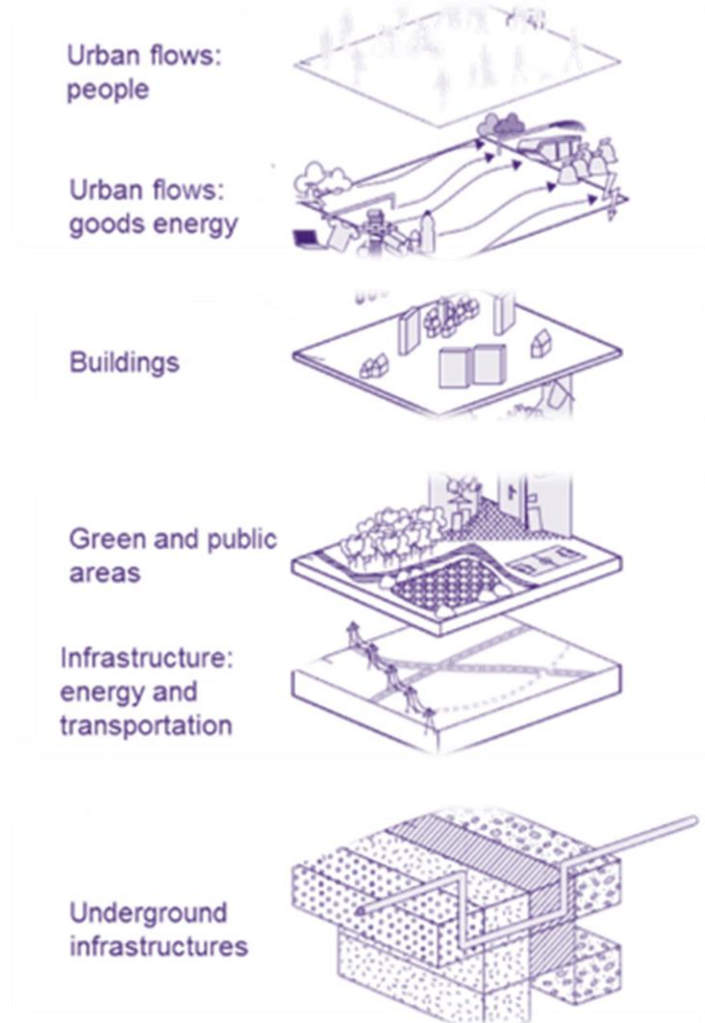 Urban flows:
people
Urban flows:
goods energy
Buildings
Green and public
areas
Infrastructure:
energy and
transportation
Underground
infrastructures